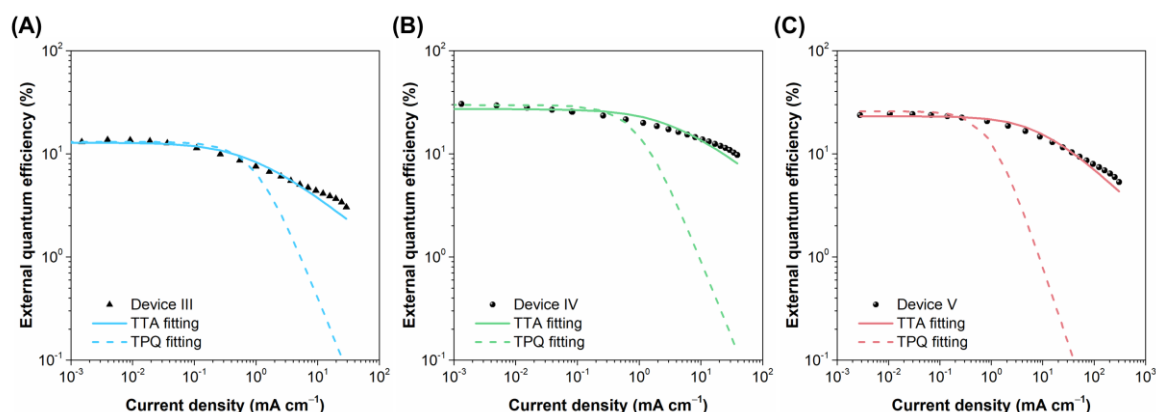 (A)
External quantum efficiency (%)
10²
10¹
10⁰
10⁻¹
Device III
TTA fitting
TPQ fitting
10⁻³ 10⁻² 10⁻¹ 10⁰ 10¹ 10²
Current density (mA cm⁻¹)
(B)
External quantum efficiency (%)
10²
10¹
10⁰
10⁻¹
Device IV
TTA fitting
TPQ fitting
10⁻³ 10⁻² 10⁻¹ 10⁰ 10¹ 10²
Current density (mA cm⁻¹)
(C)
External quantum efficiency (%)
10²
10¹
10⁰
10⁻¹
Device V
TTA fitting
TPQ fitting
10⁻³ 10⁻² 10⁻¹ 10⁰ 10¹ 10² 10³
Current density (mA cm⁻¹)